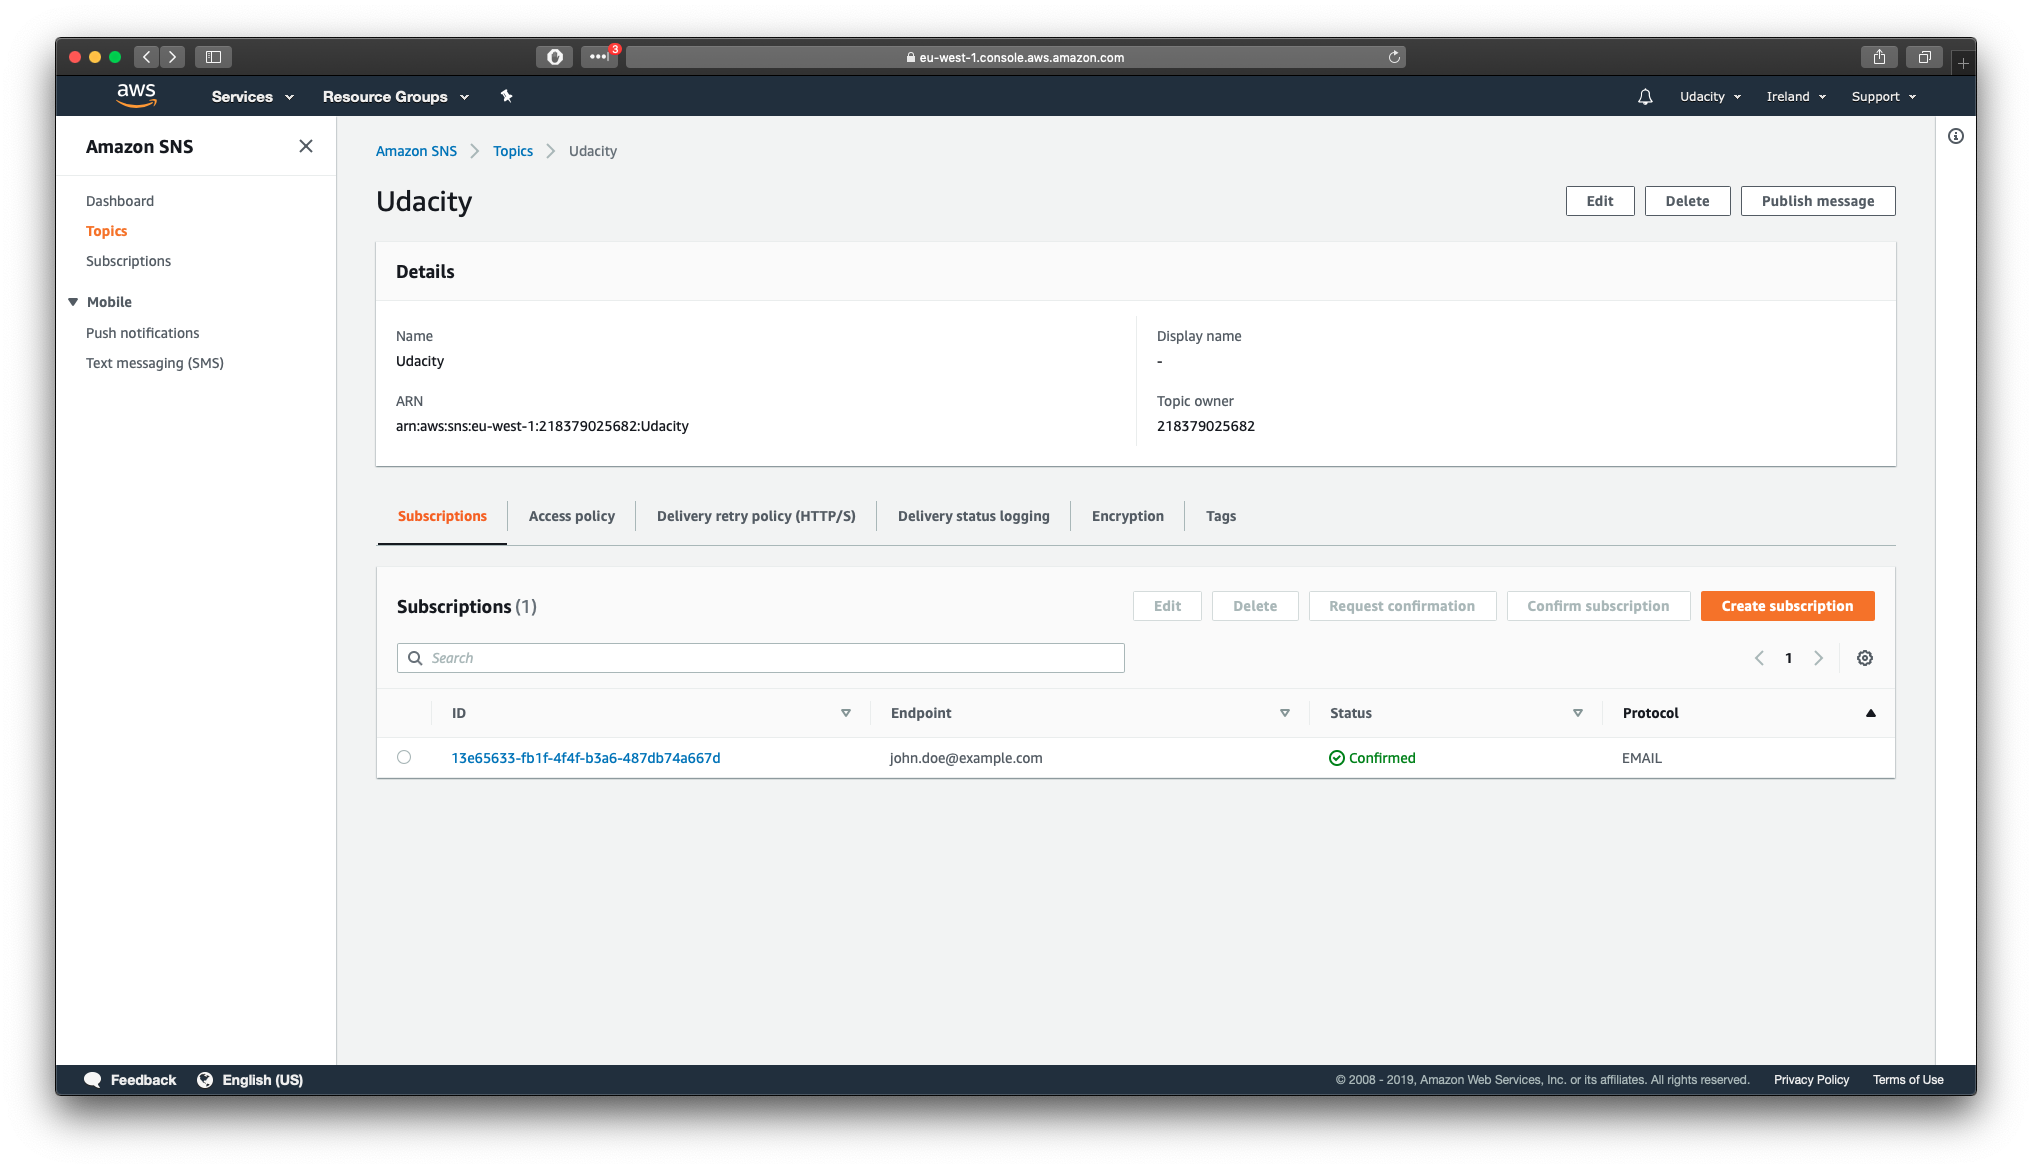 3
eu-west-1.console.aws.amazon.com
aws Services Resource Groups Udacity Ireland Support
Amazon SNS
Dashboard
Topics
Subscriptions
Mobile
Push notifications
Text messaging (SMS)
Amazon SNS Topics Udacity
Udacity
Edit Delete Publish message
Details
Name
Udacity
ARN
arn:aws:sns:eu-west-1:218379025682:Udacity
Display name
-
Topic owner
218379025682
Subscriptions Access policy Delivery retry policy (HTTP/S) Delivery status logging Encryption Tags
Subscriptions (1)
Edit Delete Request confirmation Confirm subscription Create subscription
Search
1
ID Endpoint Status Protocol
13e65633-fb1f-4f4f-b3a6-487db74a667d john.doe@example.com Confirmed EMAIL
Feedback English (US) © 2008 - 2019, Amazon Web Services, Inc. or its affiliates. All rights reserved. Privacy Policy Terms of Use